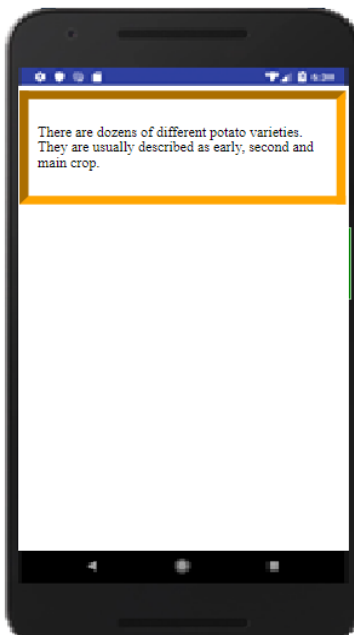 There are dozens of different potato varieties.
They are usually described as early, second and
main crop.